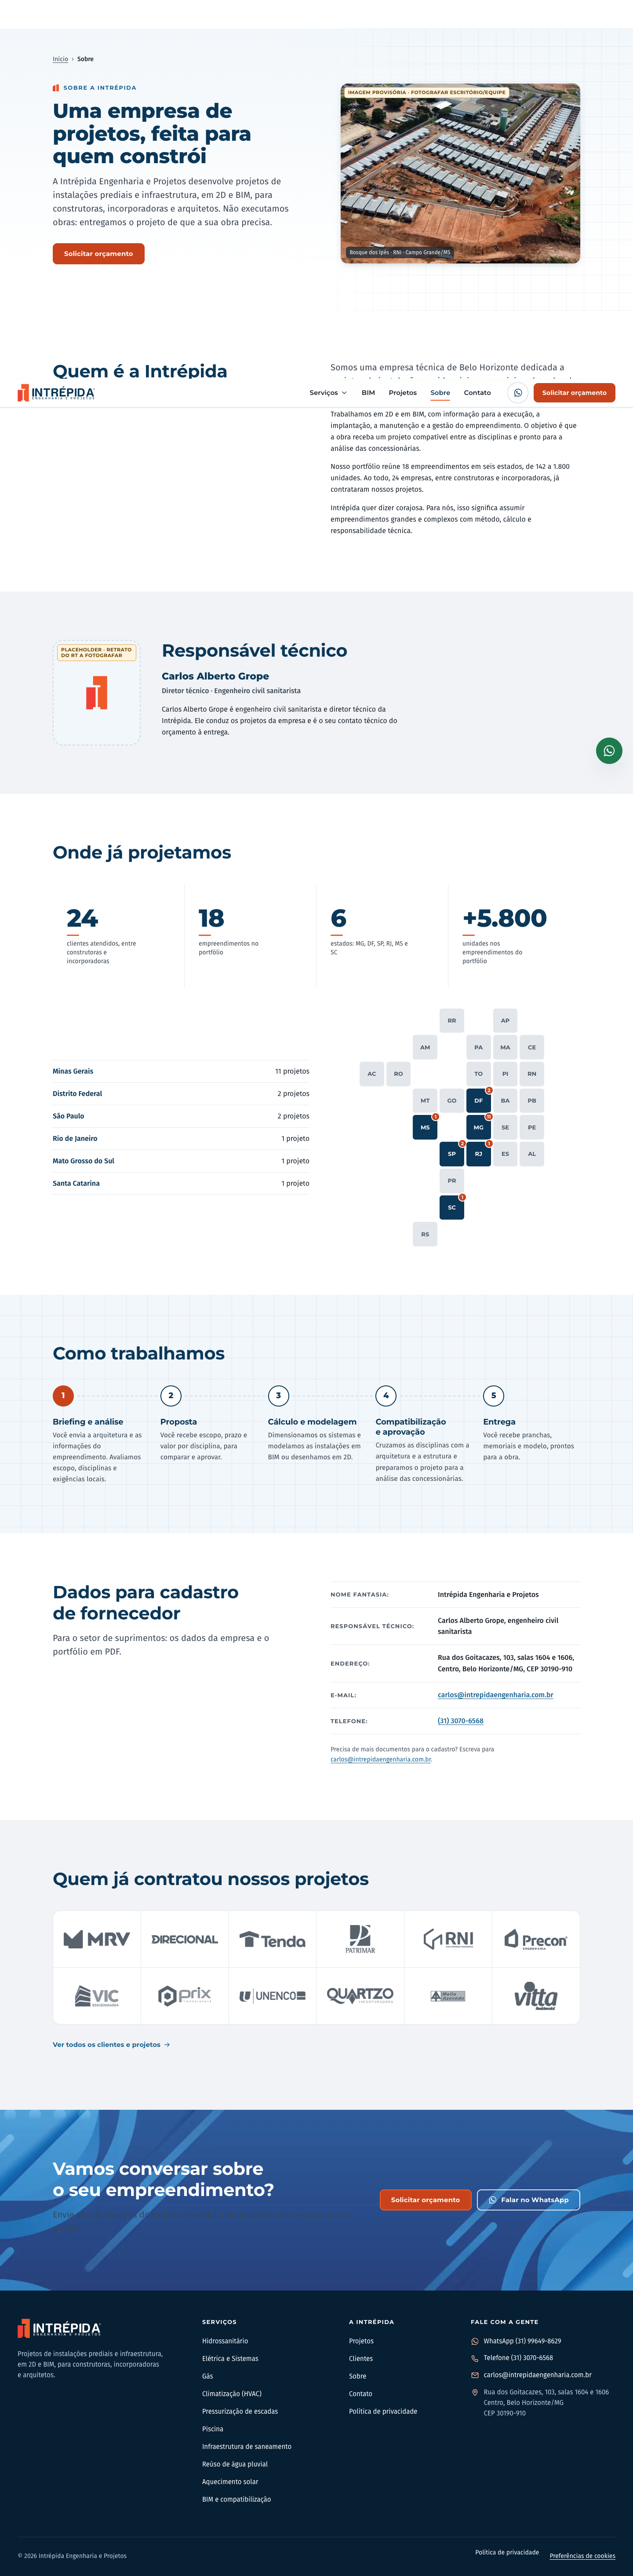 Início › Sobre
SOBRE A INTRÉPIDA
Uma empresa de
projetos, feita para
quem constrói
A Intrépida Engenharia e Projetos desenvolve projetos de
instalações prediais e infraestrutura, em 2D e BIM, para
construtoras, incorporadoras e arquitetos. Não executamos
obras: entregamos o projeto de que a sua obra precisa.
Solicitar orçamento
IMAGEM PROVISÓRIA · FOTOGRAFAR ESCRITÓRIO/EQUIPE
Bosque dos Ipês · RNI · Campo Grande/MS
Quem é a Intrépida
Somos uma empresa técnica de Belo Horizonte dedicada a
INTRÉPIDA
ENGENHARIA E PROJETOS
Serviços
BIM
Projetos
Sobre
Contato
Solicitar orçamento
Trabalhamos em 2D e em BIM, com informação para a execução, a
implantação, a manutenção e a gestão do empreendimento. O objetivo é que
a obra receba um projeto compatível entre as disciplinas e pronto para a
análise das concessionárias.
Nosso portfólio reúne 18 empreendimentos em seis estados, de 142 a 1.800
unidades. Ao todo, 24 empresas, entre construtoras e incorporadoras, já
contrataram nossos projetos.
Intrépida quer dizer corajosa. Para nós, isso significa assumir
empreendimentos grandes e complexos com método, cálculo e
responsabilidade técnica.
PLACEHOLDER · RETRATO
DO RT A FOTOGRAFAR
Responsável técnico
Carlos Alberto Grope
Diretor técnico · Engenheiro civil sanitarista
Carlos Alberto Grope é engenheiro civil sanitarista e diretor técnico da
Intrépida. Ele conduz os projetos da empresa e é o seu contato técnico do
orçamento à entrega.
Onde já projetamos
24
clientes atendidos, entre
construtoras e
incorporadoras
18
empreendimentos no
portfólio
6
estados: MG, DF, SP, RJ, MS e
SC
+5.800
unidades nos
empreendimentos do
portfólio
Minas Gerais 11 projetos
Distrito Federal 2 projetos
São Paulo 2 projetos
Rio de Janeiro 1 projeto
Mato Grosso do Sul 1 projeto
Santa Catarina 1 projeto
RR AP
AM PA MA CE
AC RO TO PI RN
MT GO DF 2 BA PB
MS 1 MG 11 SE PE
SP 2 RJ 1 ES AL
PR
SC 1
RS
Como trabalhamos
1
Briefing e análise
Você envia a arquitetura e as
informações do
empreendimento. Avaliamos
escopo, disciplinas e
exigências locais.
2
Proposta
Você recebe escopo, prazo e
valor por disciplina, para
comparar e aprovar.
3
Cálculo e modelagem
Dimensionamos os sistemas e
modelamos as instalações em
BIM ou desenhamos em 2D.
4
Compatibilização
e aprovação
Cruzamos as disciplinas com a
arquitetura e a estrutura e
preparamos o projeto para a
análise das concessionárias.
5
Entrega
Você recebe pranchas,
memoriais e modelo, prontos
para a obra.
Dados para cadastro
de fornecedor
Para o setor de suprimentos: os dados da empresa e o
portfólio em PDF.
NOME FANTASIA: Intrépida Engenharia e Projetos
RESPONSÁVEL TÉCNICO: Carlos Alberto Grope, engenheiro civil
sanitarista
ENDEREÇO: Rua dos Goitacazes, 103, salas 1604 e 1606,
Centro, Belo Horizonte/MG, CEP 30190-910
E-MAIL: carlos@intrepidaengenharia.com.br
TELEFONE: (31) 3070-6568
Precisa de mais documentos para o cadastro? Escreva para
carlos@intrepidaengenharia.com.br.
Quem já contratou nossos projetos
MRV
DIRECIONAL
Tenda
PATRIMAR
RNI
Precon
ENGENHARIA
VIC
ENGENHARIA
prix
UNENCO
QUARTZO
INCORPORADORA
Mello
Azevedo
vitta
Residencial
Ver todos os clientes e projetos →
Vamos conversar sobre
o seu empreendimento?
Solicitar orçamento
Falar no WhatsApp
INTRÉPIDA
ENGENHARIA E PROJETOS
Projetos de instalações prediais e infraestrutura,
em 2D e BIM, para construtoras, incorporadoras
e arquitetos.
SERVIÇOS
Hidrossanitário
Elétrica e Sistemas
Gás
Climatização (HVAC)
Pressurização de escadas
Piscina
Infraestrutura de saneamento
Reúso de água pluvial
Aquecimento solar
BIM e compatibilização
A INTRÉPIDA
Projetos
Clientes
Sobre
Contato
Política de privacidade
FALE COM A GENTE
WhatsApp (31) 99649-8629
Telefone (31) 3070-6568
carlos@intrepidaengenharia.com.br
Rua dos Goitacazes, 103, salas 1604 e 1606
Centro, Belo Horizonte/MG
CEP 30190-910
© 2026 Intrépida Engenharia e Projetos
Política de privacidade
Preferências de cookies